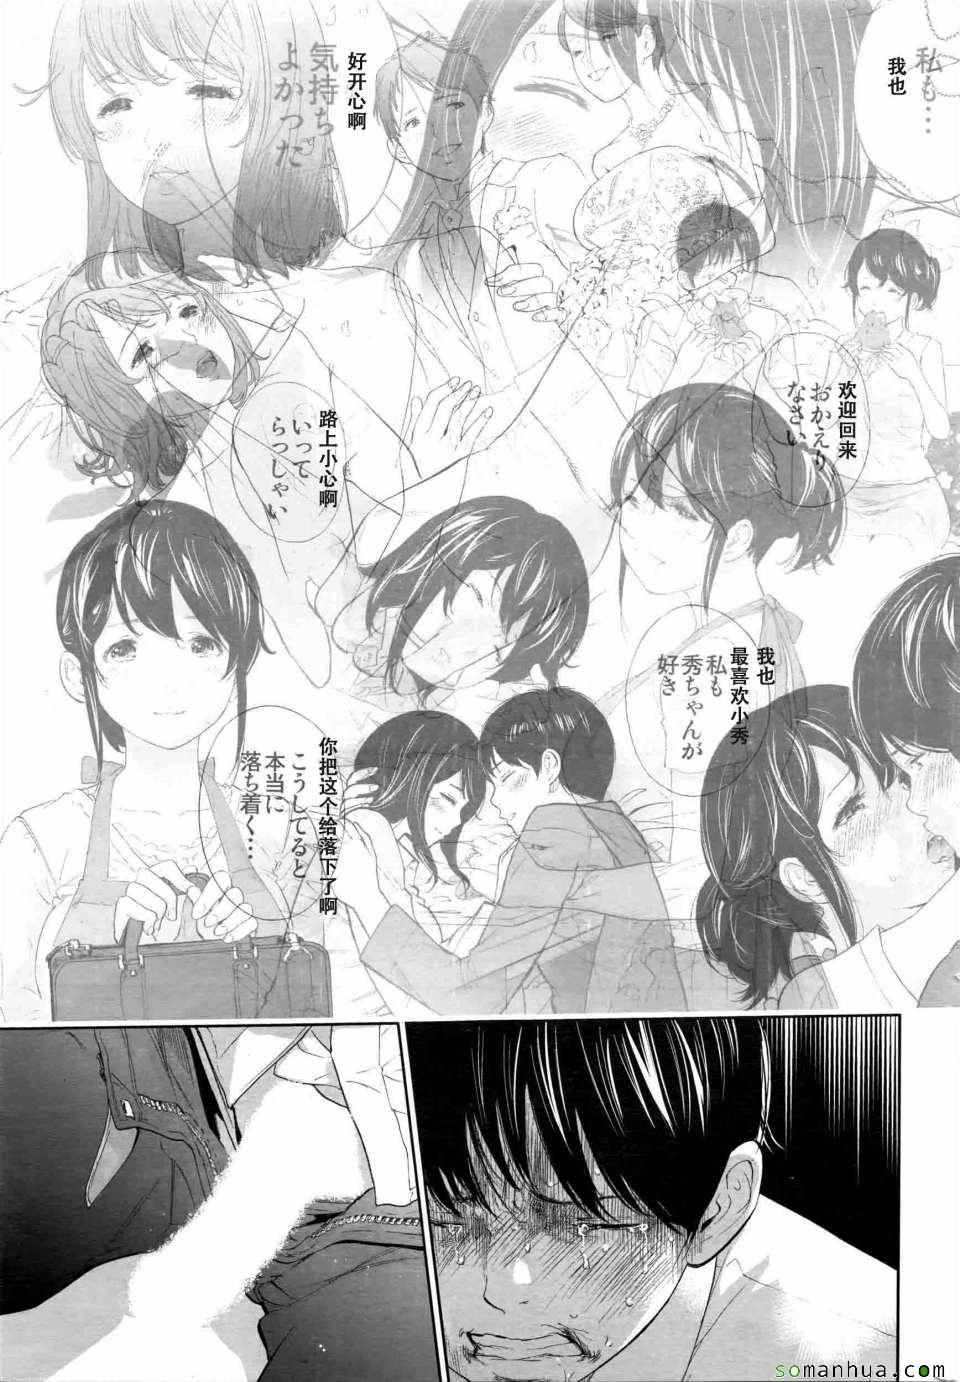 私も…
我也
気持ち
よかった
好开心啊
欢迎回来
おかえり
なさい
路上小心啊
いって
らっしゃい
我也
最喜欢小秀
私も
秀ちゃんが
好き
你把这个给落下了啊
こうしてると
本当に
落ち着く…
somanhua.com